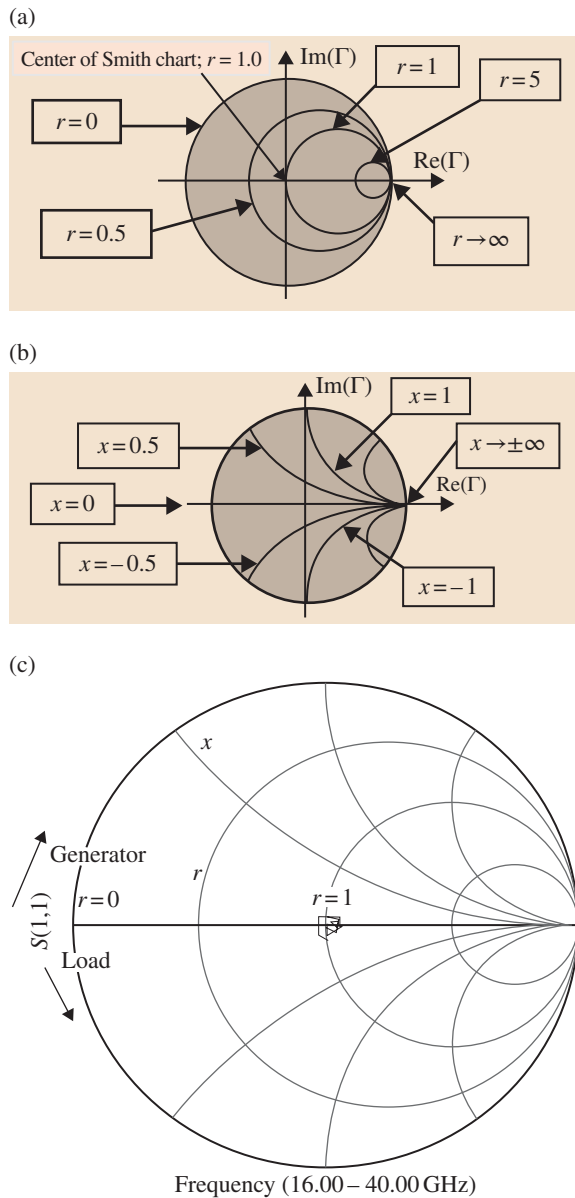 (a)
Center of Smith chart; r = 1.0
Im(Γ)
r = 1
r = 5
r = 0
Re(Γ)
r = 0.5
r → ∞
(b)
Im(Γ)
x = 1
x = 0.5
x → ±∞
Re(Γ)
x = 0
x = – 0.5
x = – 1
(c)
x
Generator
r
r = 0
r = 1
S(1,1)
Load
Frequency (16.00 – 40.00 GHz)